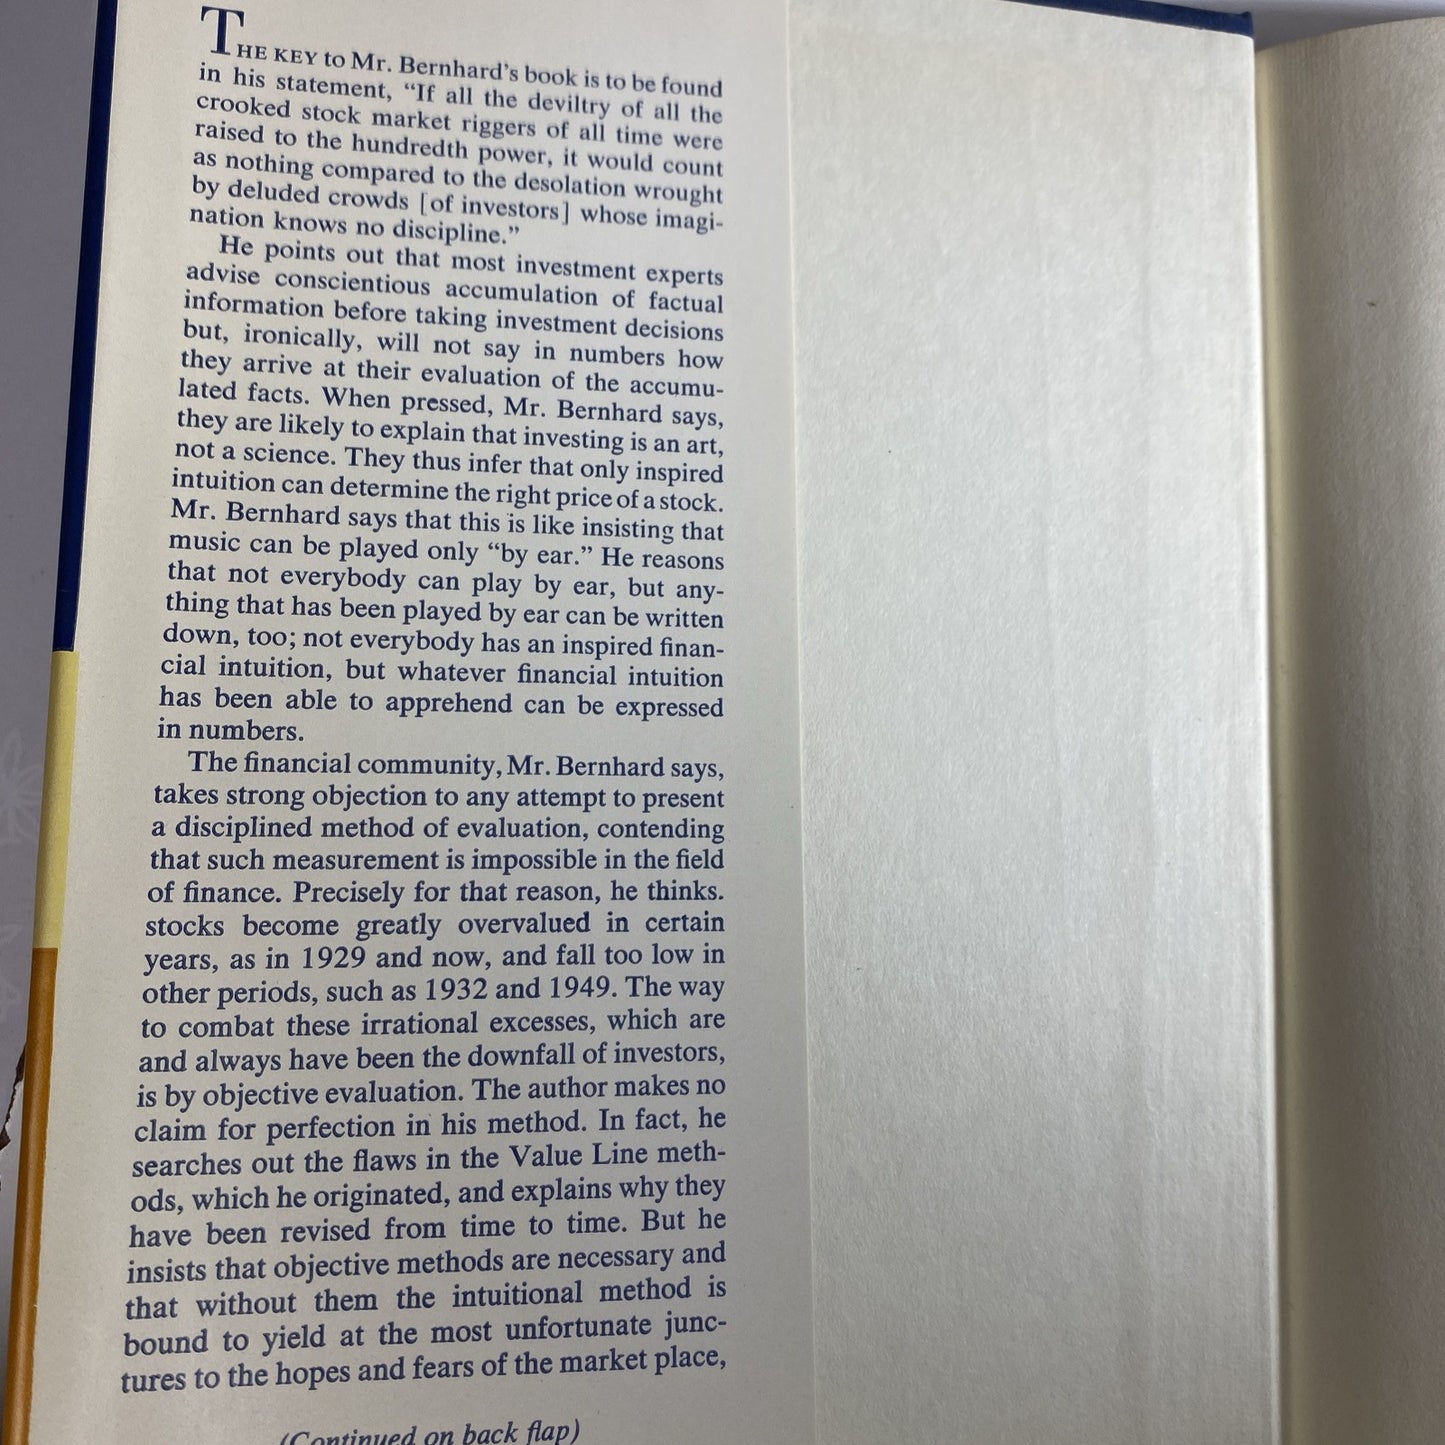 THE KEY to Mr. Bernhard's book is to be found
in his statement, “If all the deviltry of all the
crooked stock market riggers of all time were
raised to the hundredth power, it would count
as nothing compared to the desolation wrought
by deluded crowds [of investors] whose imagi-
nation knows no discipline.”
He points out that most investment experts
advise conscientious accumulation of factual
information before taking investment decisions
but, ironically, will not say in numbers how
they arrive at their evaluation of the accumu-
lated facts. When pressed, Mr. Bernhard says,
they are likely to explain that investing is an art,
not a science. They thus infer that only inspired
intuition can determine the right price of a stock.
Mr. Bernhard says that this is like insisting that
music can be played only “by ear.” He reasons
that not everybody can play by ear, but any-
thing that has been played by ear can be written
down, too; not everybody has an inspired finan-
cial intuition, but whatever financial intuition
has been able to apprehend can be expressed
in numbers.
The financial community, Mr. Bernhard says,
takes strong objection to any attempt to present
a disciplined method of evaluation, contending
that such measurement is impossible in the field
of finance. Precisely for that reason, he thinks.
stocks become greatly overvalued in certain
years, as in 1929 and now, and fall too low in
other periods, such as 1932 and 1949. The way
to combat these irrational excesses, which are
and always have been the downfall of investors,
is by objective evaluation. The author makes no
claim for perfection in his method. In fact, he
searches out the flaws in the Value Line meth-
ods, which he originated, and explains why they
have been revised from time to time. But he
insists that objective methods are necessary and
that without them the intuitional method is
bound to yield at the most unfortunate junc-
tures to the hopes and fears of the market place,
(Continued on back flap)